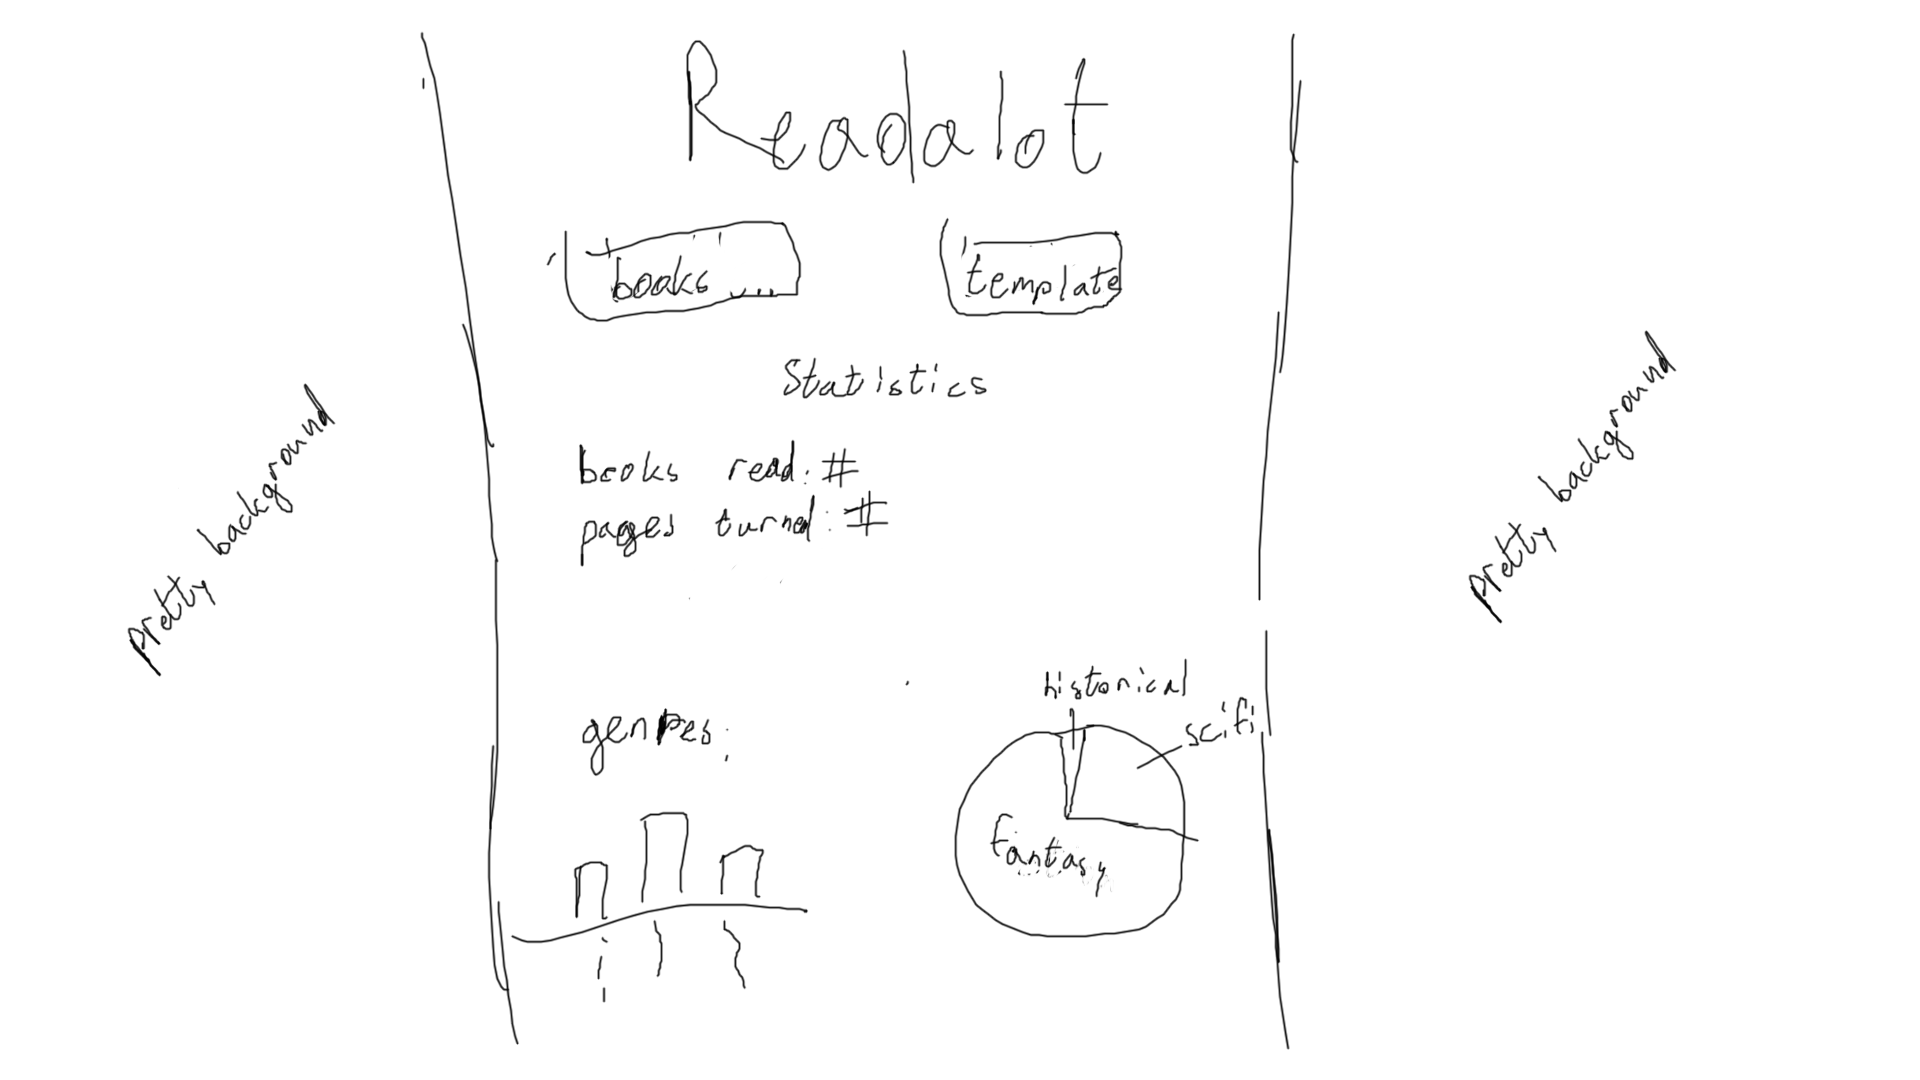 Readalot
books ...
template
Statistics
books read: #
pages turned: #
pretty background
pretty background
historical
scifi
genres:
fantasy